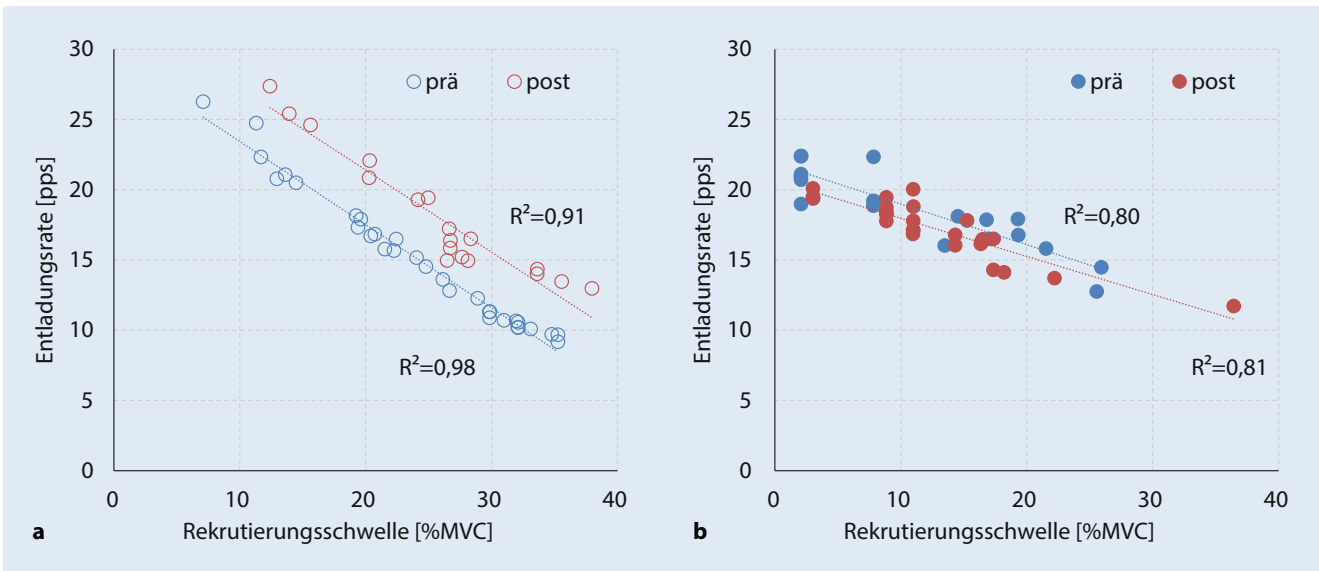 30
25
20
15
10
5
0
Entladungsrate [pps]
prä
post
R²=0,91
R²=0,98
0 10 20 30 40
Rekrutierungsschwelle [%MVC]
a
30
25
20
15
10
5
0
Entladungsrate [pps]
prä
post
R²=0,80
R²=0,81
0 10 20 30 40
Rekrutierungsschwelle [%MVC]
b